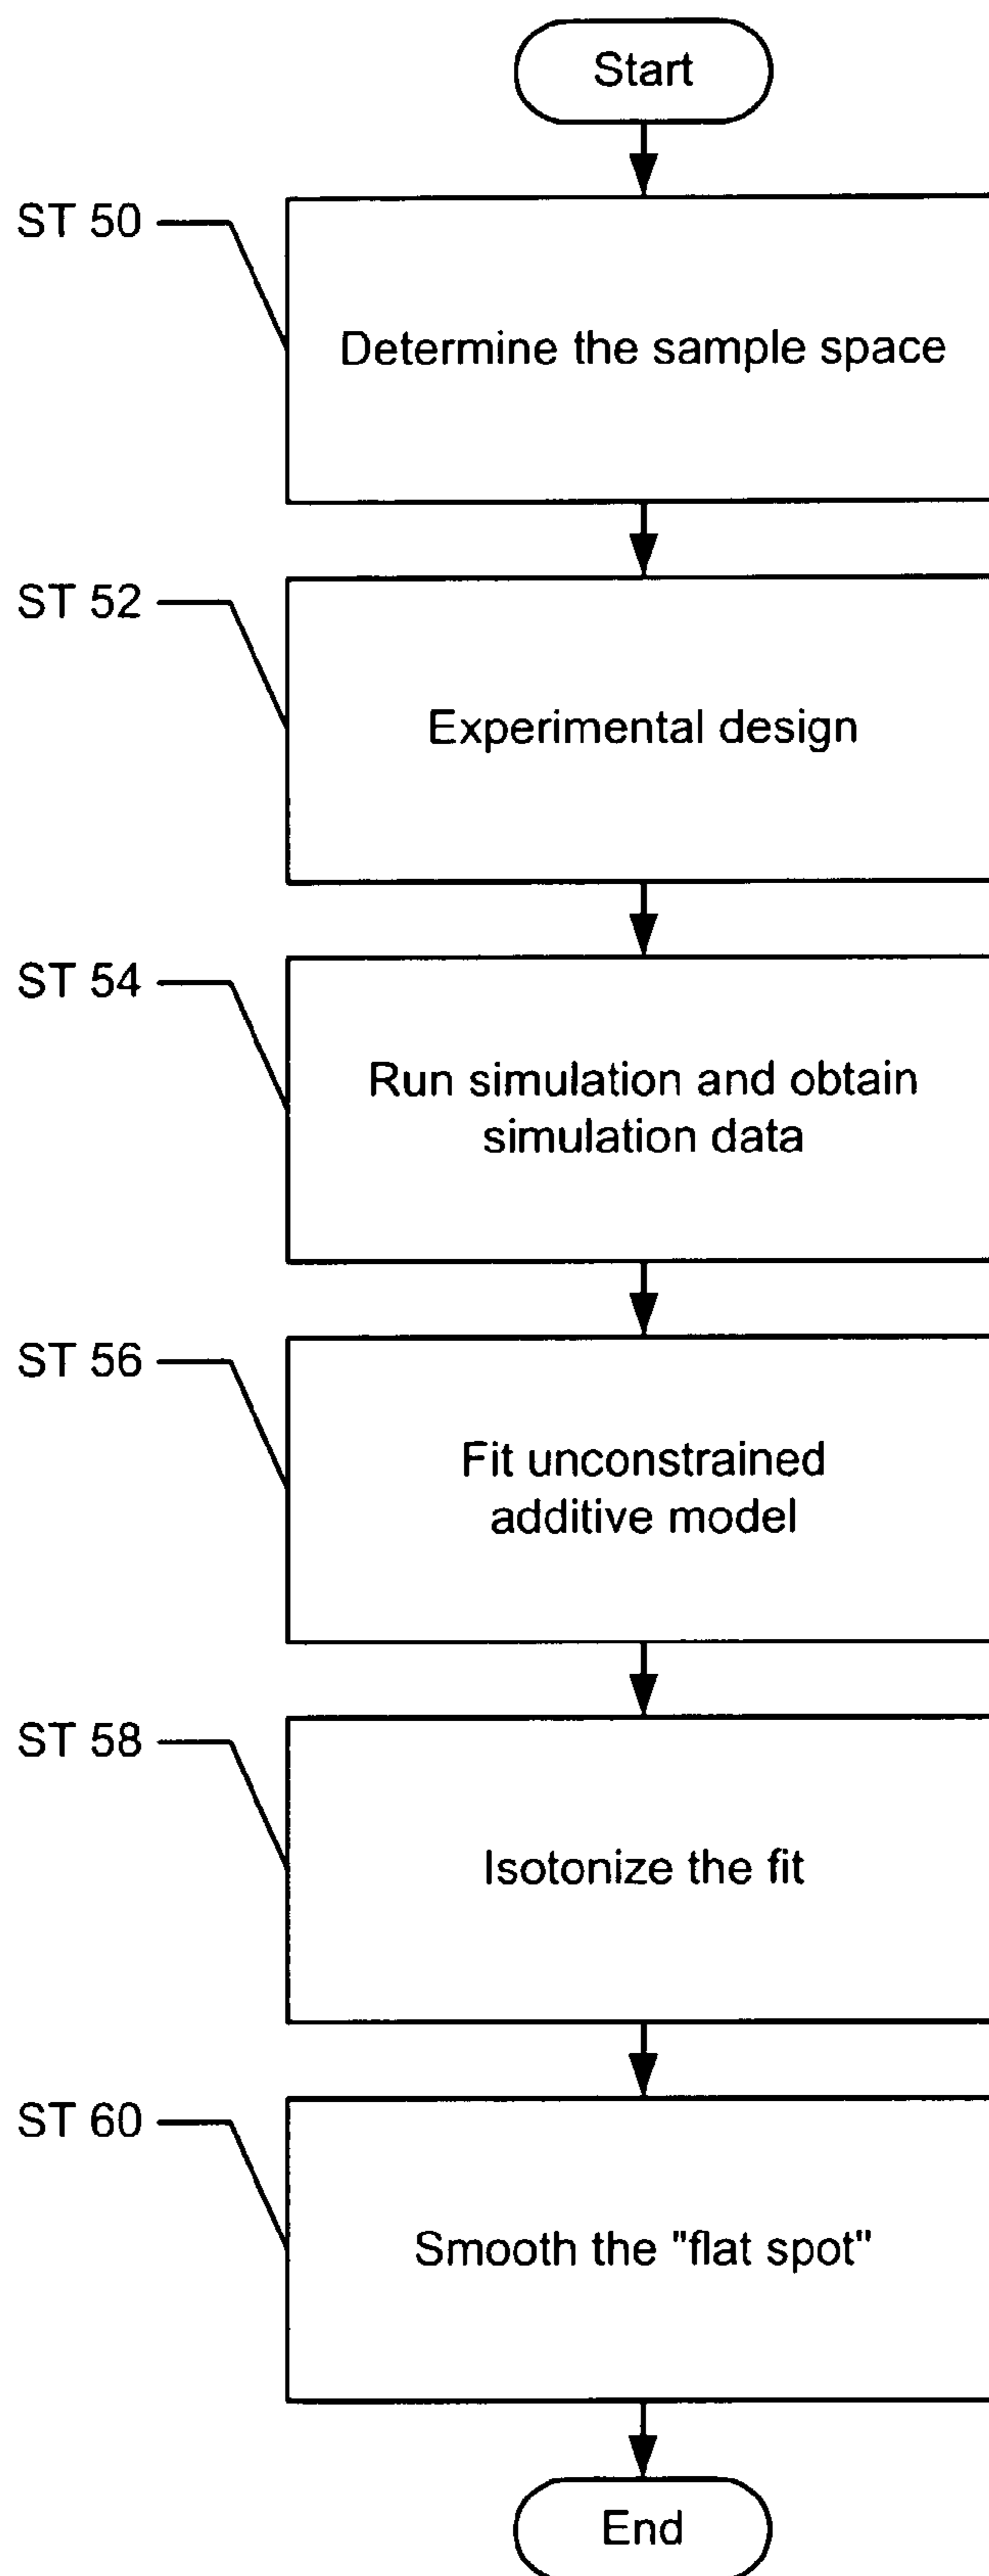 Start
ST 50
Determine the sample space
ST 52
Experimental design
ST 54
Run simulation and obtain
simulation data
ST 56
Fit unconstrained
additive model
ST 58
Isotonize the fit
ST 60
Smooth the "flat spot"
End